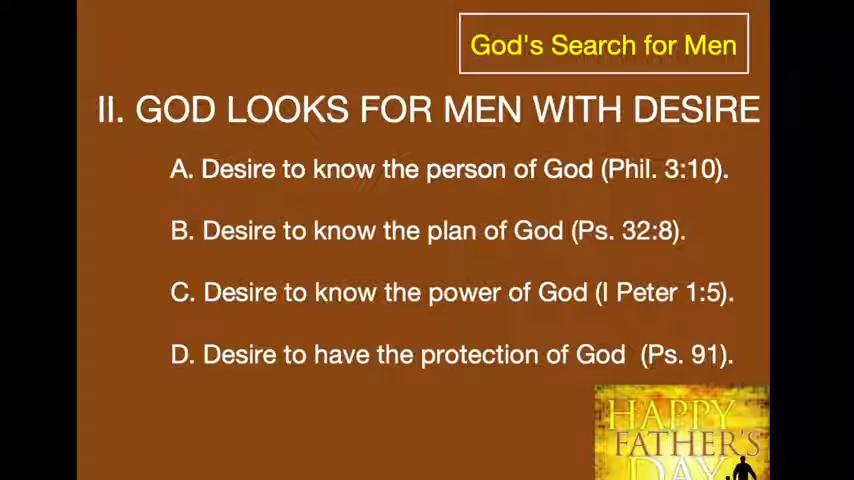 God's Search for Men
II. GOD LOOKS FOR MEN WITH DESIRE
A. Desire to know the person of God (Phil. 3:10).
B. Desire to know the plan of God (Ps. 32:8).
C. Desire to know the power of God (I Peter 1:5).
D. Desire to have the protection of God (Ps. 91).
HAPPY
FATHER'S
DAY